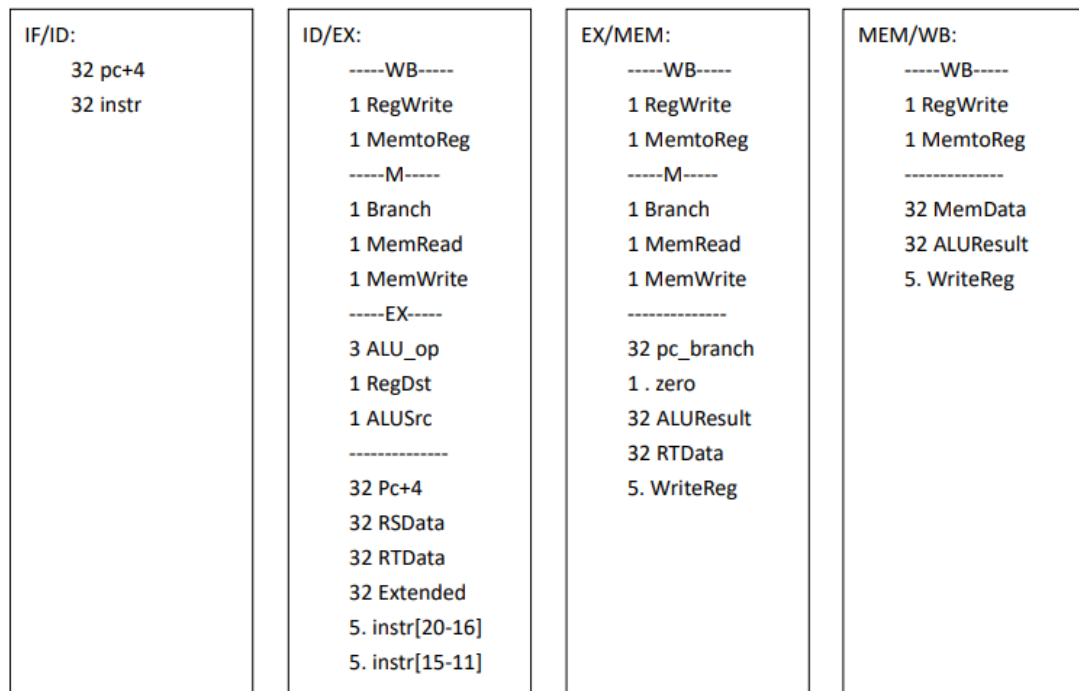 IF/ID:
32 pc+4
32 instr
ID/EX:
-----WB-----
1 RegWrite
1 MemtoReg
-----M-----
1 Branch
1 MemRead
1 MemWrite
-----EX-----
3 ALU_op
1 RegDst
1 ALUSrc
--------------
32 Pc+4
32 RSData
32 RTData
32 Extended
5. instr[20-16]
5. instr[15-11]
EX/MEM:
-----WB-----
1 RegWrite
1 MemtoReg
-----M-----
1 Branch
1 MemRead
1 MemWrite
--------------
32 pc_branch
1 . zero
32 ALUResult
32 RTData
5. WriteReg
MEM/WB:
-----WB-----
1 RegWrite
1 MemtoReg
--------------
32 MemData
32 ALUResult
5. WriteReg